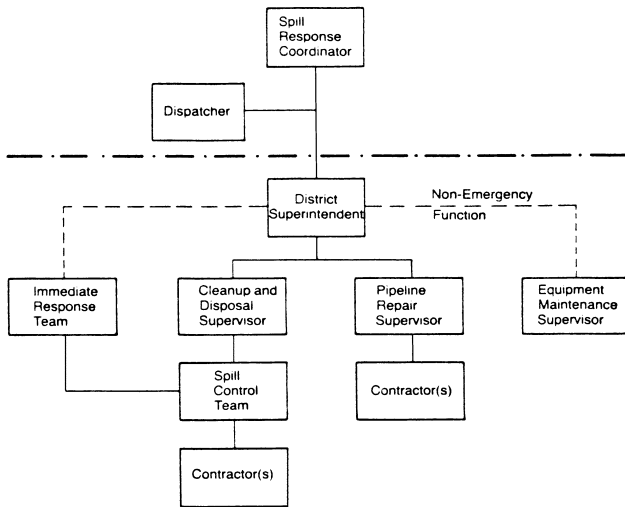 Spill
Response
Coordinator
Dispatcher
District
Superintendent
Non-Emergency
Function
Immediate
Response
Team
Cleanup and
Disposal
Supervisor
Pipeline
Repair
Supervisor
Equipment
Maintenance
Supervisor
Spill
Control
Team
Contractor(s)
Contractor(s)